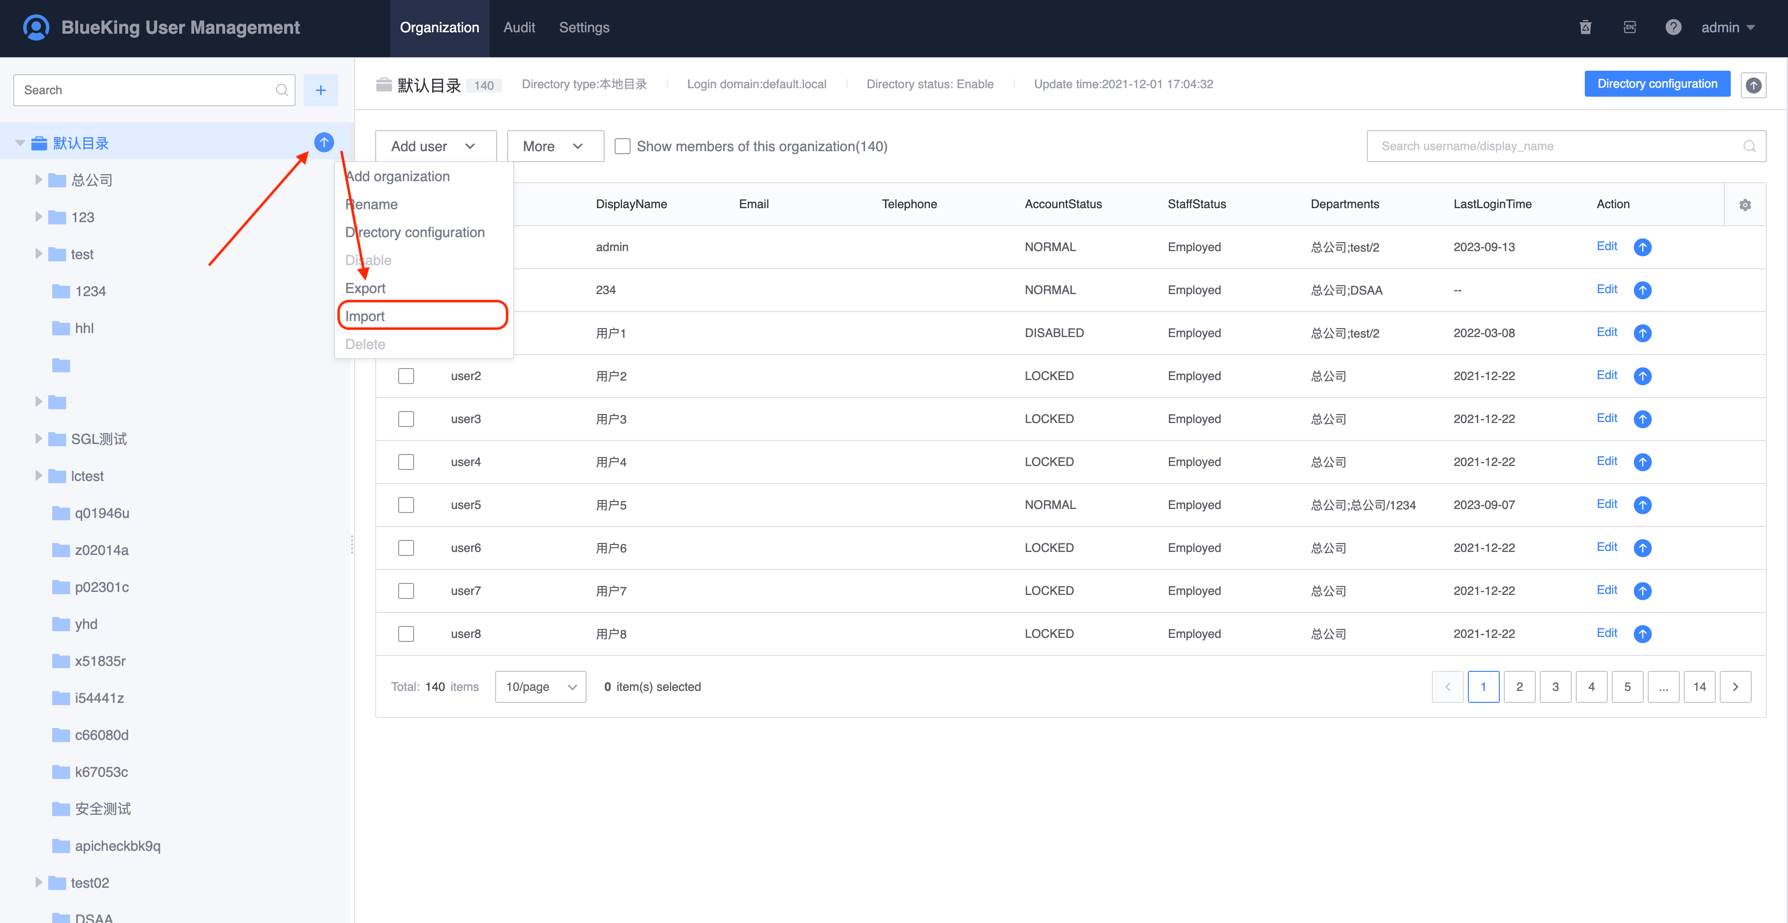 BlueKing User Management
Organization
Audit
Settings
EN
?
admin
Search
+
默认目录
总公司
123
test
1234
hhl
SGL测试
lctest
q01946u
z02014a
p02301c
yhd
x51835r
i54441z
c66080d
k67053c
安全测试
apicheckbk9q
test02
DSAA
默认目录 140 Directory type:本地目录 Login domain:default.local Directory status: Enable Update time:2021-12-01 17:04:32
Directory configuration
Add user
More
Show members of this organization(140)
Search username/display_name
Add organization
Rename
Directory configuration
Disable
Export
Import
Delete
DisplayName Email Telephone AccountStatus StaffStatus Departments LastLoginTime Action
admin NORMAL Employed 总公司;test/2 2023-09-13 Edit
234 NORMAL Employed 总公司;DSAA -- Edit
用户1 DISABLED Employed 总公司;test/2 2022-03-08 Edit
user2 用户2 LOCKED Employed 总公司 2021-12-22 Edit
user3 用户3 LOCKED Employed 总公司 2021-12-22 Edit
user4 用户4 LOCKED Employed 总公司 2021-12-22 Edit
user5 用户5 NORMAL Employed 总公司;总公司/1234 2023-09-07 Edit
user6 用户6 LOCKED Employed 总公司 2021-12-22 Edit
user7 用户7 LOCKED Employed 总公司 2021-12-22 Edit
user8 用户8 LOCKED Employed 总公司 2021-12-22 Edit
Total: 140 items 10/page 0 item(s) selected < 1 2 3 4 5 ... 14 >